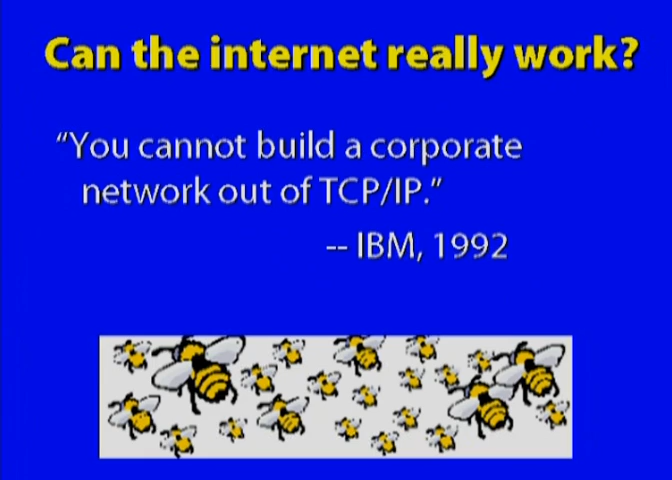 Can the internet really work?
“You cannot build a corporate
network out of TCP/IP.”
-- IBM, 1992